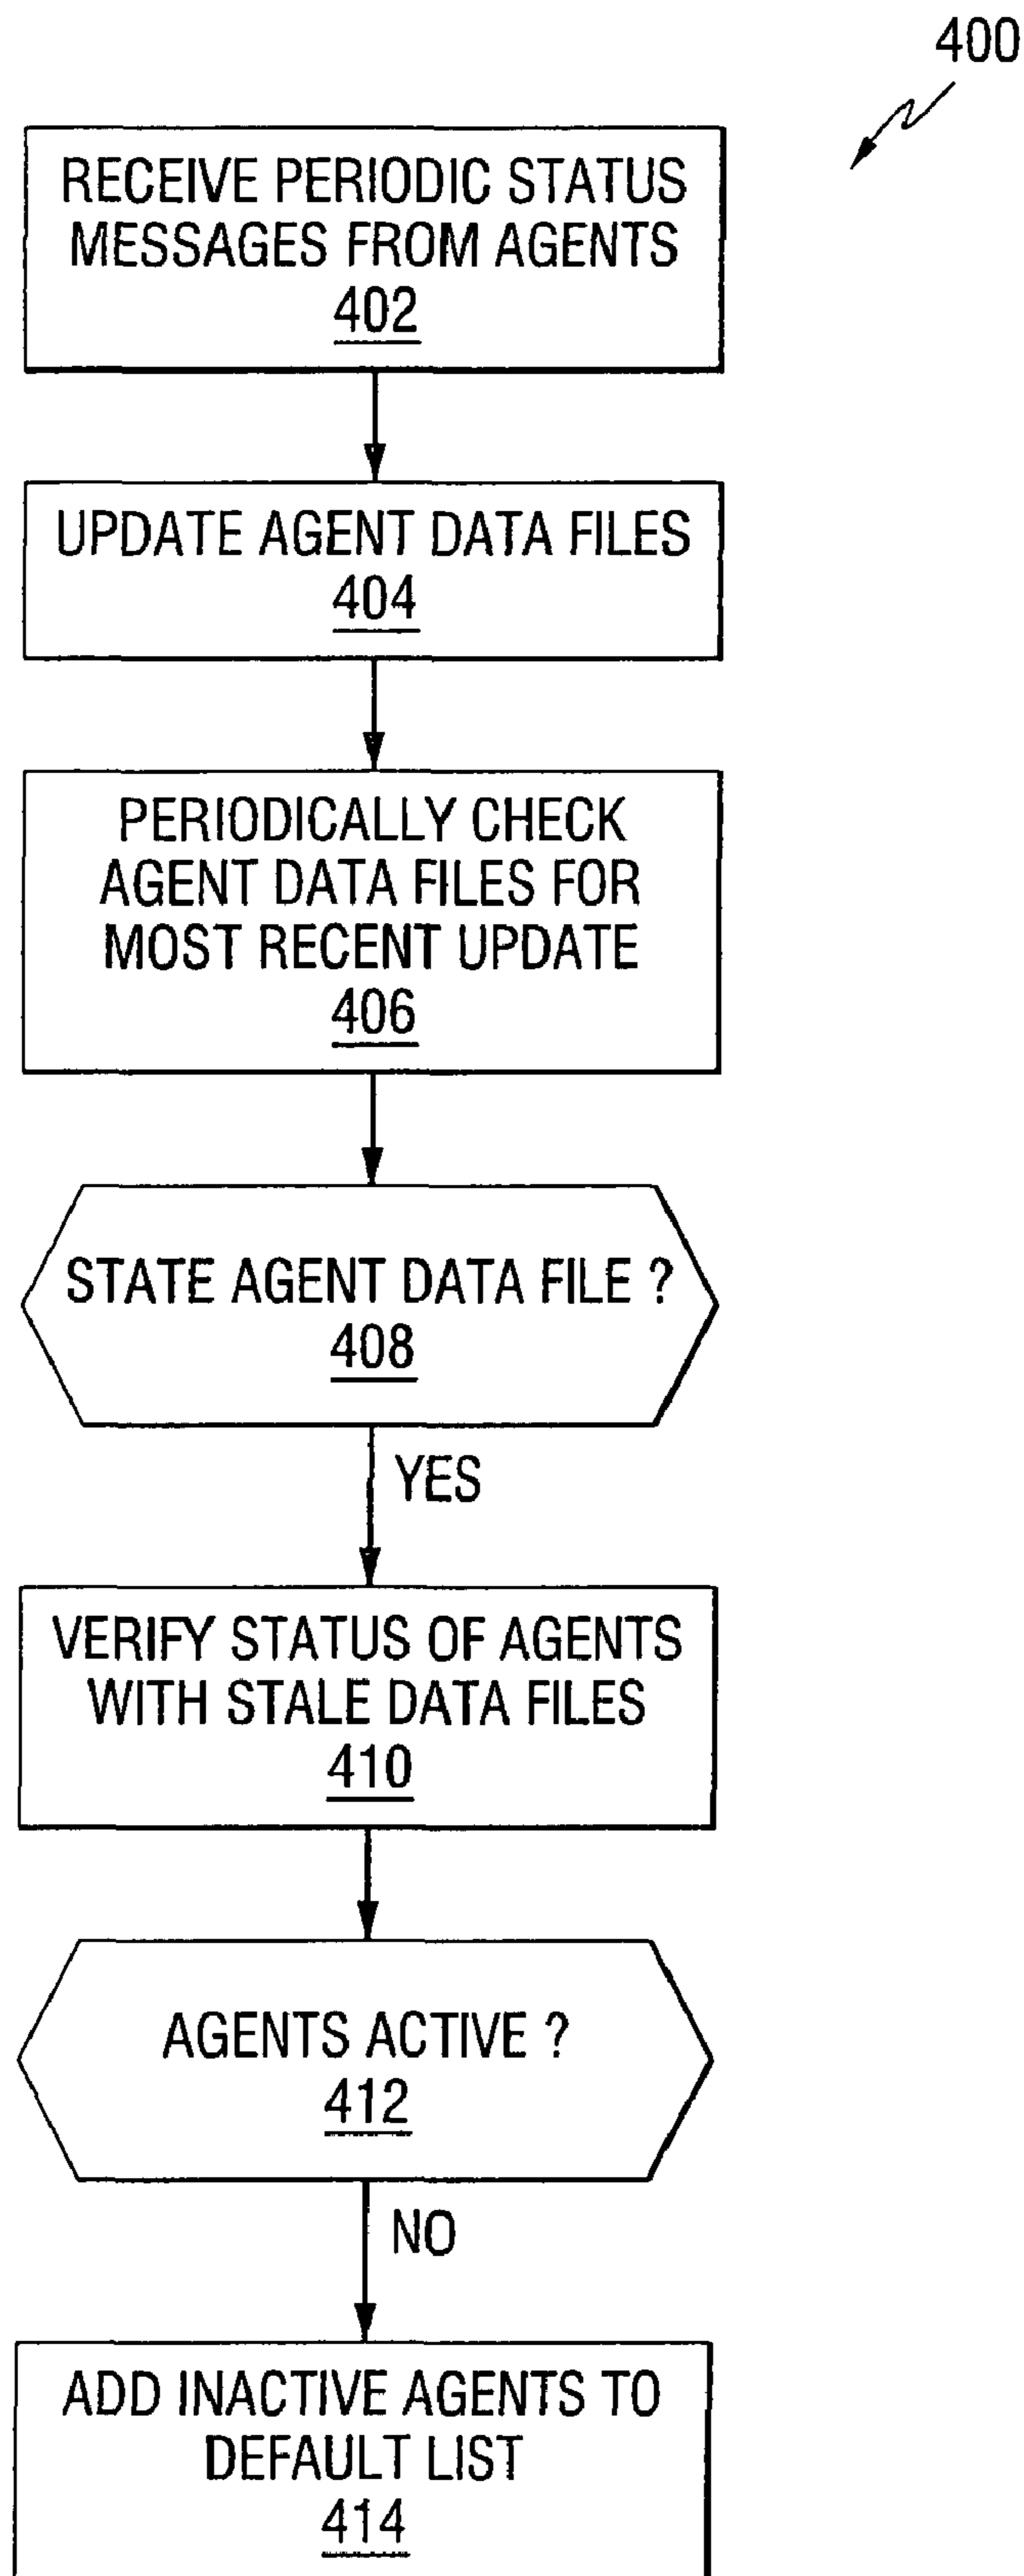 400
RECEIVE PERIODIC STATUS
MESSAGES FROM AGENTS
402
UPDATE AGENT DATA FILES
404
PERIODICALLY CHECK
AGENT DATA FILES FOR
MOST RECENT UPDATE
406
STATE AGENT DATA FILE ?
408
YES
VERIFY STATUS OF AGENTS
WITH STALE DATA FILES
410
AGENTS ACTIVE ?
412
NO
ADD INACTIVE AGENTS TO
DEFAULT LIST
414